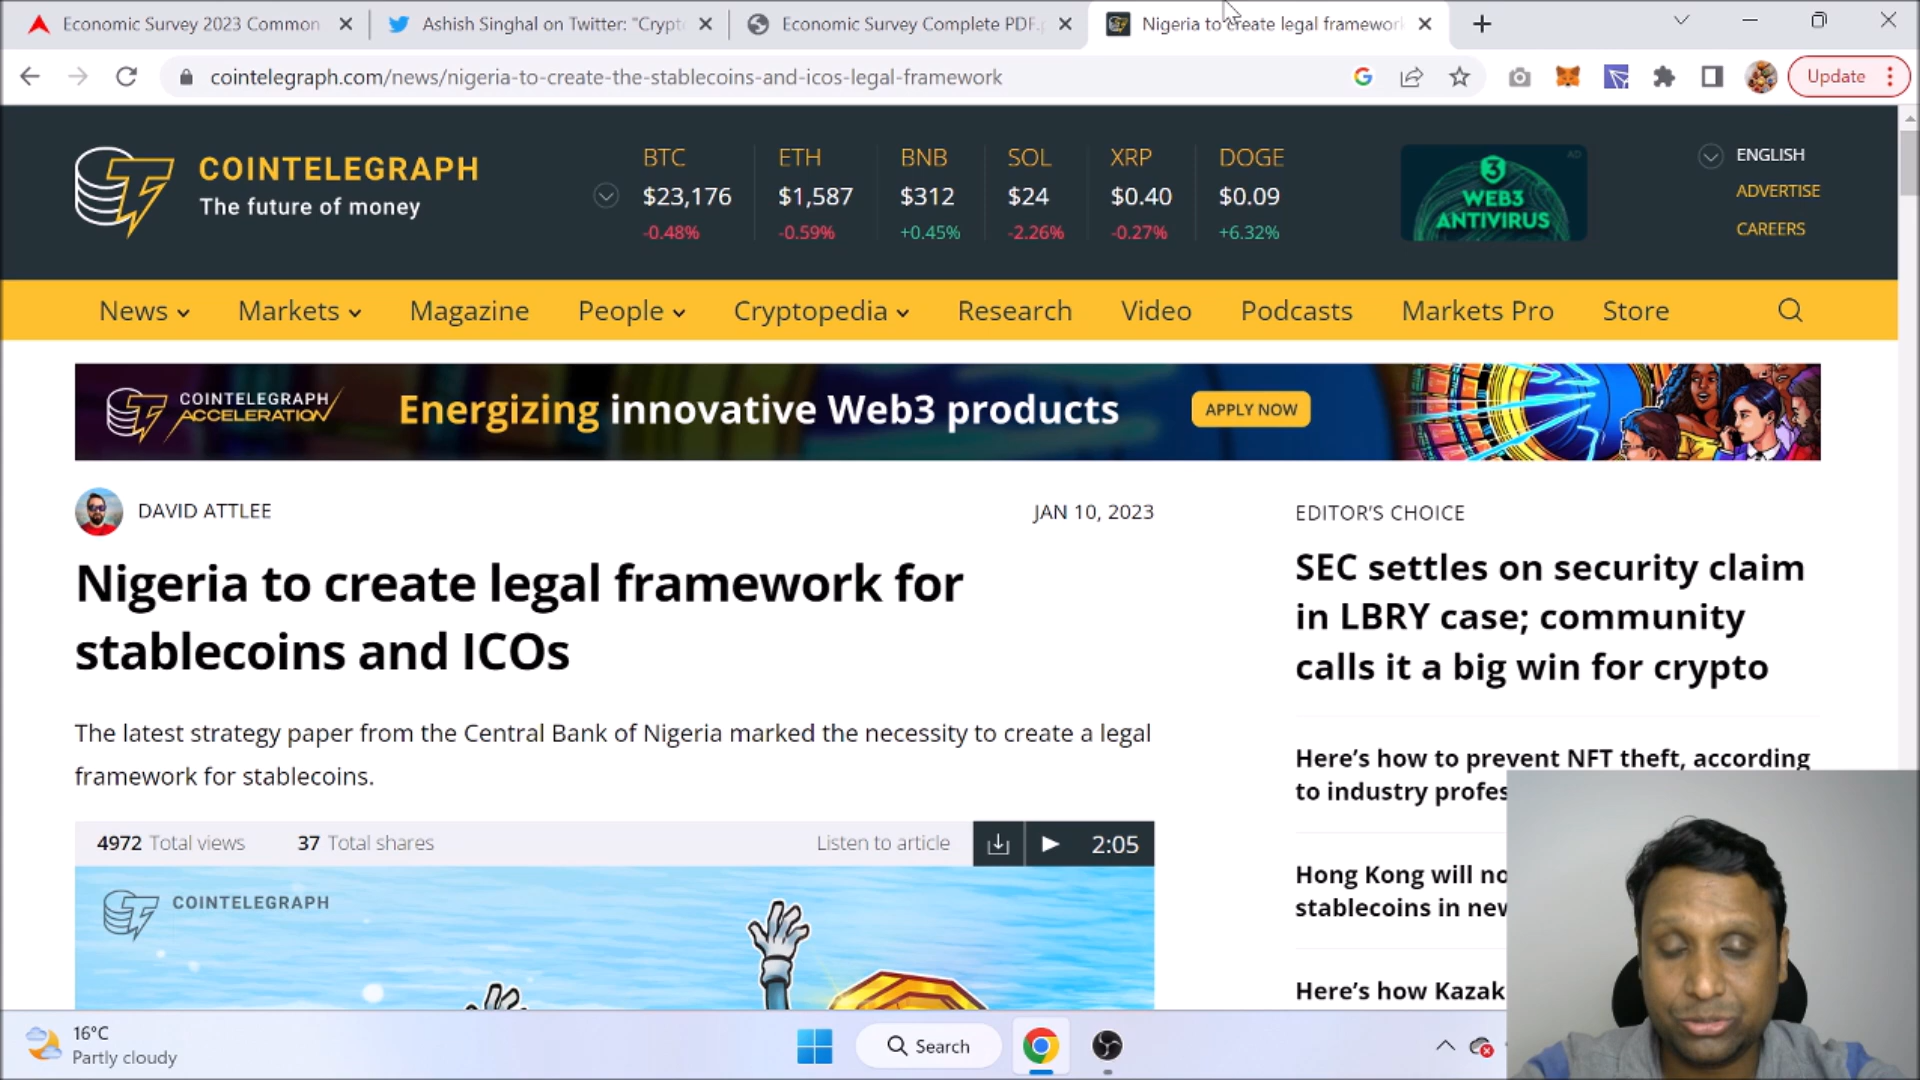 Economic Survey 2023 Common
Ashish Singhal on Twitter: "Crypt
Economic Survey Complete PDF.
Nigeria to create legal framewor
cointelegraph.com/news/nigeria-to-create-the-stablecoins-and-icos-legal-framework
Update
COINTELEGRAPH
The future of money
BTC
$23,176
-0.48%
ETH
$1,587
-0.59%
BNB
$312
+0.45%
SOL
$24
-2.26%
XRP
$0.40
-0.27%
DOGE
$0.09
+6.32%
AD
WEB3
ANTIVIRUS
ENGLISH
ADVERTISE
CAREERS
News
Markets
Magazine
People
Cryptopedia
Research
Video
Podcasts
Markets Pro
Store
COINTELEGRAPH
ACCELERATION
Energizing innovative Web3 products
APPLY NOW
DAVID ATTLEE
JAN 10, 2023
Nigeria to create legal framework for
stablecoins and ICOs
The latest strategy paper from the Central Bank of Nigeria marked the necessity to create a legal
framework for stablecoins.
4972 Total views
37 Total shares
Listen to article
2:05
COINTELEGRAPH
EDITOR'S CHOICE
SEC settles on security claim
in LBRY case; community
calls it a big win for crypto
Here's how to prevent NFT theft, according
to industry profes
Hong Kong will no
stablecoins in new
Here's how Kazak
16°C
Partly cloudy
Search